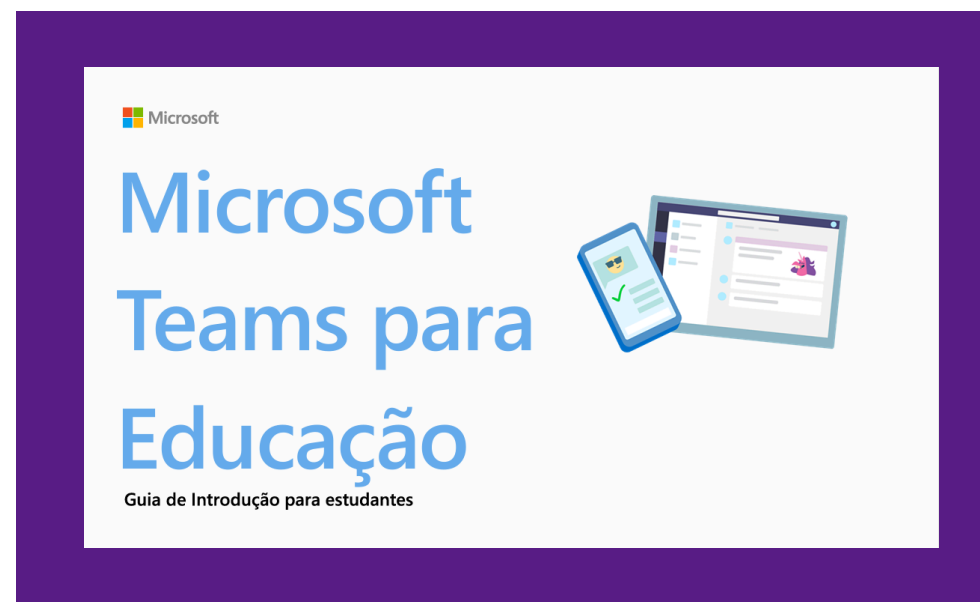 Microsoft
Microsoft
Teams para
Educação
Guia de Introdução para estudantes